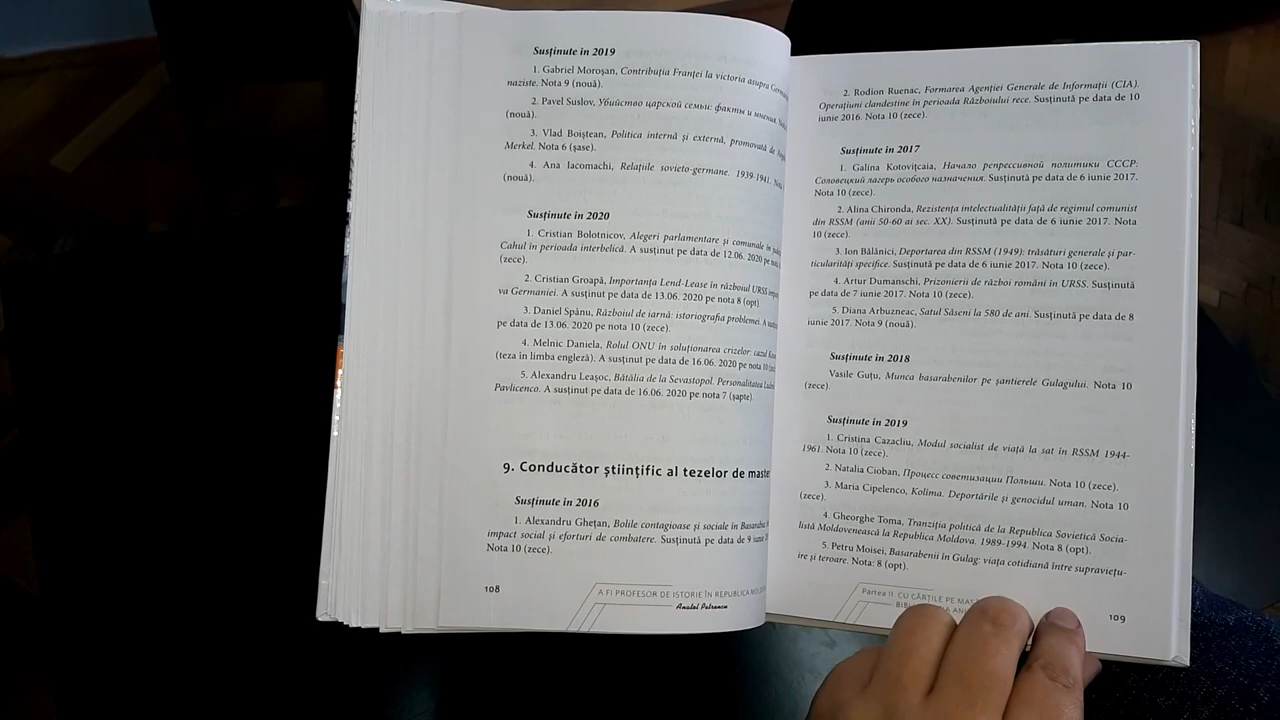 Susținute în 2019
1. Gabriel Moroșan, Contribuția Franței la victoria asupra
naziste. Nota 9 (nouă).
2. Pavel Suslov, Убийство царской семьи: факты и мнения.
(nouă).
3. Vlad Boiștean, Politica internă și externă, promovată de
Merkel. Nota 6 (șase).
4. Ana Iacomachi, Relațiile sovieto-germane. 1939-1941.
(nouă).
Susținute în 2020
1. Cristian Bolotnicov, Alegeri parlamentare și comunale în
Cahul în perioada interbelică. A susținut pe data de 12.06. 2020 pe
(zece).
2. Cristian Groapă, Importanța Lend-Lease în războiul URSS
va Germaniei. A susținut pe data de 13.06. 2020 pe nota 8 (opt).
3. Daniel Spânu, Războiul de iarnă: istoriografia problemei. A
pe data de 13.06. 2020 pe nota 10 (zece).
4. Melnic Daniela, Rolul ONU în soluționarea crizelor: cazul
(teza în limba engleză). A susținut pe data de 16.06. 2020 pe nota 10
5. Alexandru Leașoc, Bătălia de la Sevastopol. Personalitatea
Pavlicenco. A susținut pe data de 16.06. 2020 pe nota 7 (șapte).
9. Conducător științific al tezelor de
Susținute în 2016
1. Alexandru Ghețan, Bolile contagioase și sociale în
impact social și eforturi de combatere. Susținută pe data de 9
Nota 10 (zece).
108
A FI PROFESOR DE ISTORIE ÎN REPUBLICA
Anatol Petrencu
2. Rodion Ruenac, Formarea Agenției Generale de Informații (CIA).
Operațiuni clandestine în perioada Războiului rece. Susținută pe data de 10
iunie 2016. Nota 10 (zece).
Susținute în 2017
1. Galina Kotovițcaia, Начало репрессивной политики СССР:
Соловецкий лагерь особого назначения. Susținută pe data de 6 iunie 2017.
Nota 10 (zece).
2. Alina Chironda, Rezistența intelectualității față de regimul comunist
din RSSM (anii 50-60 ai sec. XX). Susținută pe data de 6 iunie 2017. Nota
10 (zece).
3. Ion Bălănici, Deportarea din RSSM (1949): trăsături generale și par-
ticularități specifice. Susținută pe data de 6 iunie 2017. Nota 10 (zece).
4. Artur Dumanschi, Prizonierii de război români în URSS. Susținută
pe data de 7 iunie 2017. Nota 10 (zece).
5. Diana Arbuzneac, Satul Săseni la 580 de ani. Susținută pe data de 8
iunie 2017. Nota 9 (nouă).
Susținute în 2018
Vasile Guțu, Munca basarabenilor pe șantierele Gulagului. Nota 10
(zece).
Susținute în 2019
1. Cristina Cazacliu, Modul socialist de viață la sat în RSSM 1944-
1961. Nota 10 (zece).
2. Natalia Cioban, Процесс советизации Польши. Nota 10 (zece).
3. Maria Cipelenco, Kolîma. Deportările și genocidul uman. Nota 10
(zece).
4. Gheorghe Toma, Tranziția politică de la Republica Sovietică Socia-
listă Moldovenească la Republica Moldova. 1989-1994. Nota 8 (opt).
5. Petru Moisei, Basarabenii în Gulag: viața cotidiană între supraviețu-
ire și teroare. Nota: 8 (opt).
Partea II. CU CĂRȚILE PE
109